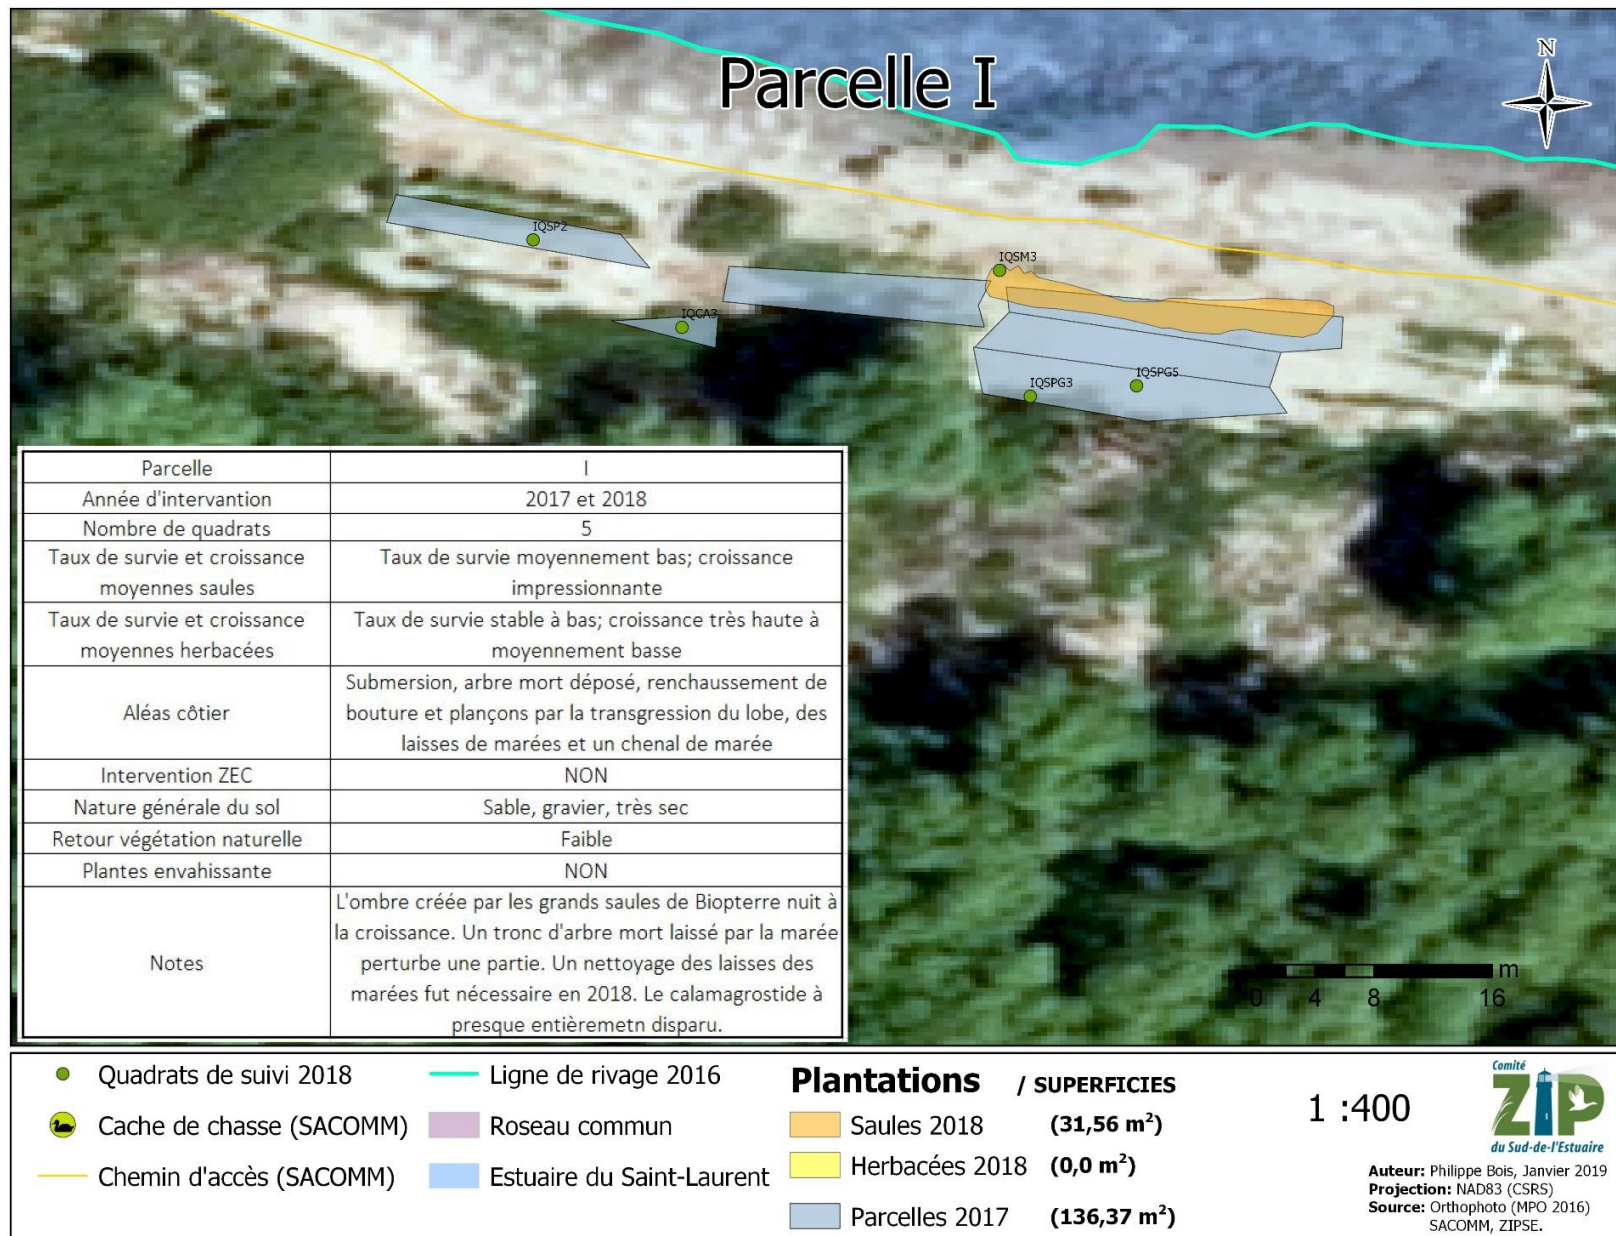 Parcelle I
N
IQSP2
IQSM3
IQCA3
IQSPG3
IQSPG5
Parcelle
I
Année d'intervantion
2017 et 2018
Nombre de quadrats
5
Taux de survie et croissance
moyennes saules
Taux de survie moyennement bas; croissance
impressionnante
Taux de survie et croissance
moyennes herbacées
Taux de survie stable à bas; croissance très haute à
moyennement basse
Aléas côtier
Submersion, arbre mort déposé, renchaussement de
bouture et plançons par la transgression du lobe, des
laisses de marées et un chenal de marée
Intervention ZEC
NON
Nature générale du sol
Sable, gravier, très sec
Retour végétation naturelle
Faible
Plantes envahissante
NON
Notes
L'ombre créée par les grands saules de Biopterre nuit à
la croissance. Un tronc d'arbre mort laissé par la marée
perturbe une partie. Un nettoyage des laisses des
marées fut nécessaire en 2018. Le calamagrostide à
presque entièremetn disparu.
m
0 4 8 16
Quadrats de suivi 2018
Cache de chasse (SACOMM)
Chemin d'accès (SACOMM)
Ligne de rivage 2016
Roseau commun
Estuaire du Saint-Laurent
Plantations / SUPERFICIES
Saules 2018 (31,56 m²)
Herbacées 2018 (0,0 m²)
Parcelles 2017 (136,37 m²)
1 :400
Comité
ZIP
du Sud-de-l'Estuaire
Auteur: Philippe Bois, Janvier 2019
Projection: NAD83 (CSRS)
Source: Orthophoto (MPO 2016)
SACOMM, ZIPSE.